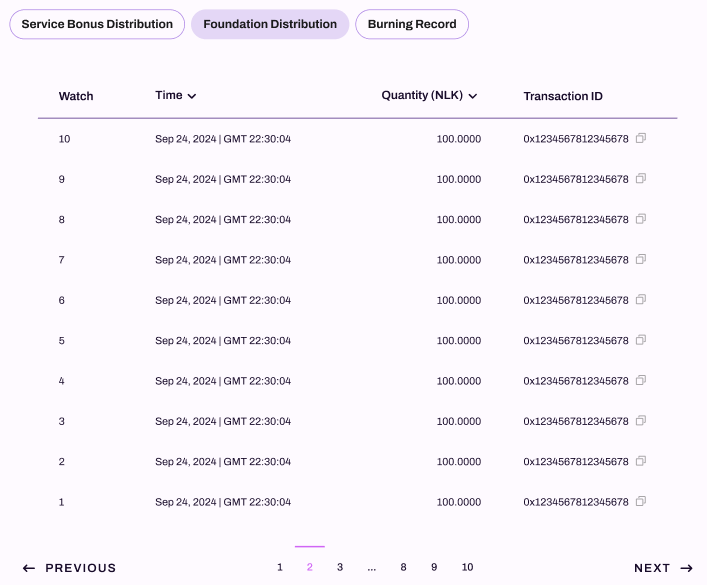 Service Bonus Distribution Foundation Distribution Burning Record
Watch Time Quantity (NLK) Transaction ID
10 Sep 24, 2024 | GMT 22:30:04 100.0000 0x1234567812345678
9 Sep 24, 2024 | GMT 22:30:04 100.0000 0x1234567812345678
8 Sep 24, 2024 | GMT 22:30:04 100.0000 0x1234567812345678
7 Sep 24, 2024 | GMT 22:30:04 100.0000 0x1234567812345678
6 Sep 24, 2024 | GMT 22:30:04 100.0000 0x1234567812345678
5 Sep 24, 2024 | GMT 22:30:04 100.0000 0x1234567812345678
4 Sep 24, 2024 | GMT 22:30:04 100.0000 0x1234567812345678
3 Sep 24, 2024 | GMT 22:30:04 100.0000 0x1234567812345678
2 Sep 24, 2024 | GMT 22:30:04 100.0000 0x1234567812345678
1 Sep 24, 2024 | GMT 22:30:04 100.0000 0x1234567812345678
← PREVIOUS 1 2 3 ... 8 9 10 NEXT →